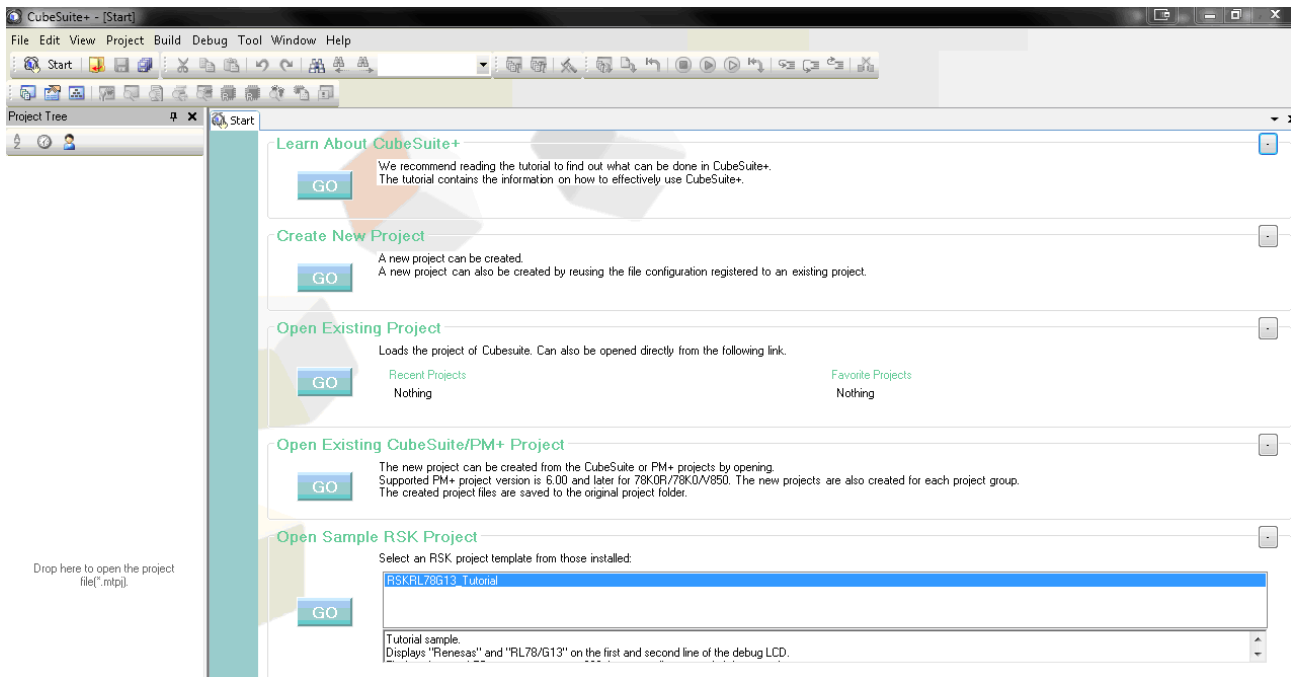 CubeSuite+ - [Start]
File Edit View Project Build Debug Tool Window Help
Start
Project Tree
Start
Learn About CubeSuite+
We recommend reading the tutorial to find out what can be done in CubeSuite+.
The tutorial contains the information on how to effectively use CubeSuite+.
GO
Create New Project
A new project can be created.
A new project can also be created by reusing the file configuration registered to an existing project.
GO
Open Existing Project
Loads the project of Cubesuite. Can also be opened directly from the following link.
GO
Recent Projects Favorite Projects
Nothing Nothing
Open Existing CubeSuite/PM+ Project
The new project can be created from the CubeSuite or PM+ projects by opening.
Supported PM+ project version is 6.00 and later for 78K0R/78K0/V850. The new projects are also created for each project group.
The created project files are saved to the original project folder.
GO
Open Sample RSK Project
Select an RSK project template from those installed:
RSKRL78G13_Tutorial
GO
Tutorial sample.
Displays "Renesas" and "RL78/G13" on the first and second line of the debug LCD.
Drop here to open the project
file(*.mtpj).